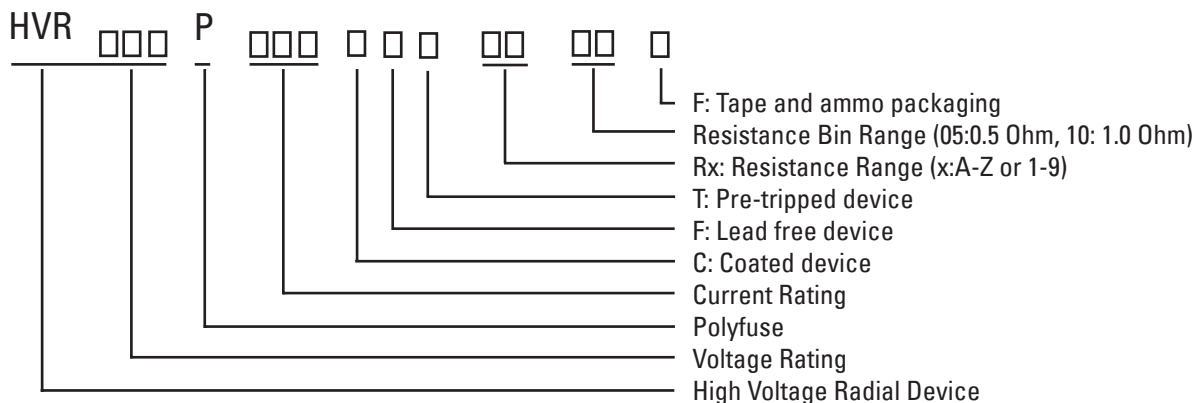 HVR □□□ P □□□ □ □ □ □□ □□ □
F: Tape and ammo packaging
Resistance Bin Range (05:0.5 Ohm, 10: 1.0 Ohm)
Rx: Resistance Range (x:A-Z or 1-9)
T: Pre-tripped device
F: Lead free device
C: Coated device
Current Rating
Polyfuse
Voltage Rating
High Voltage Radial Device